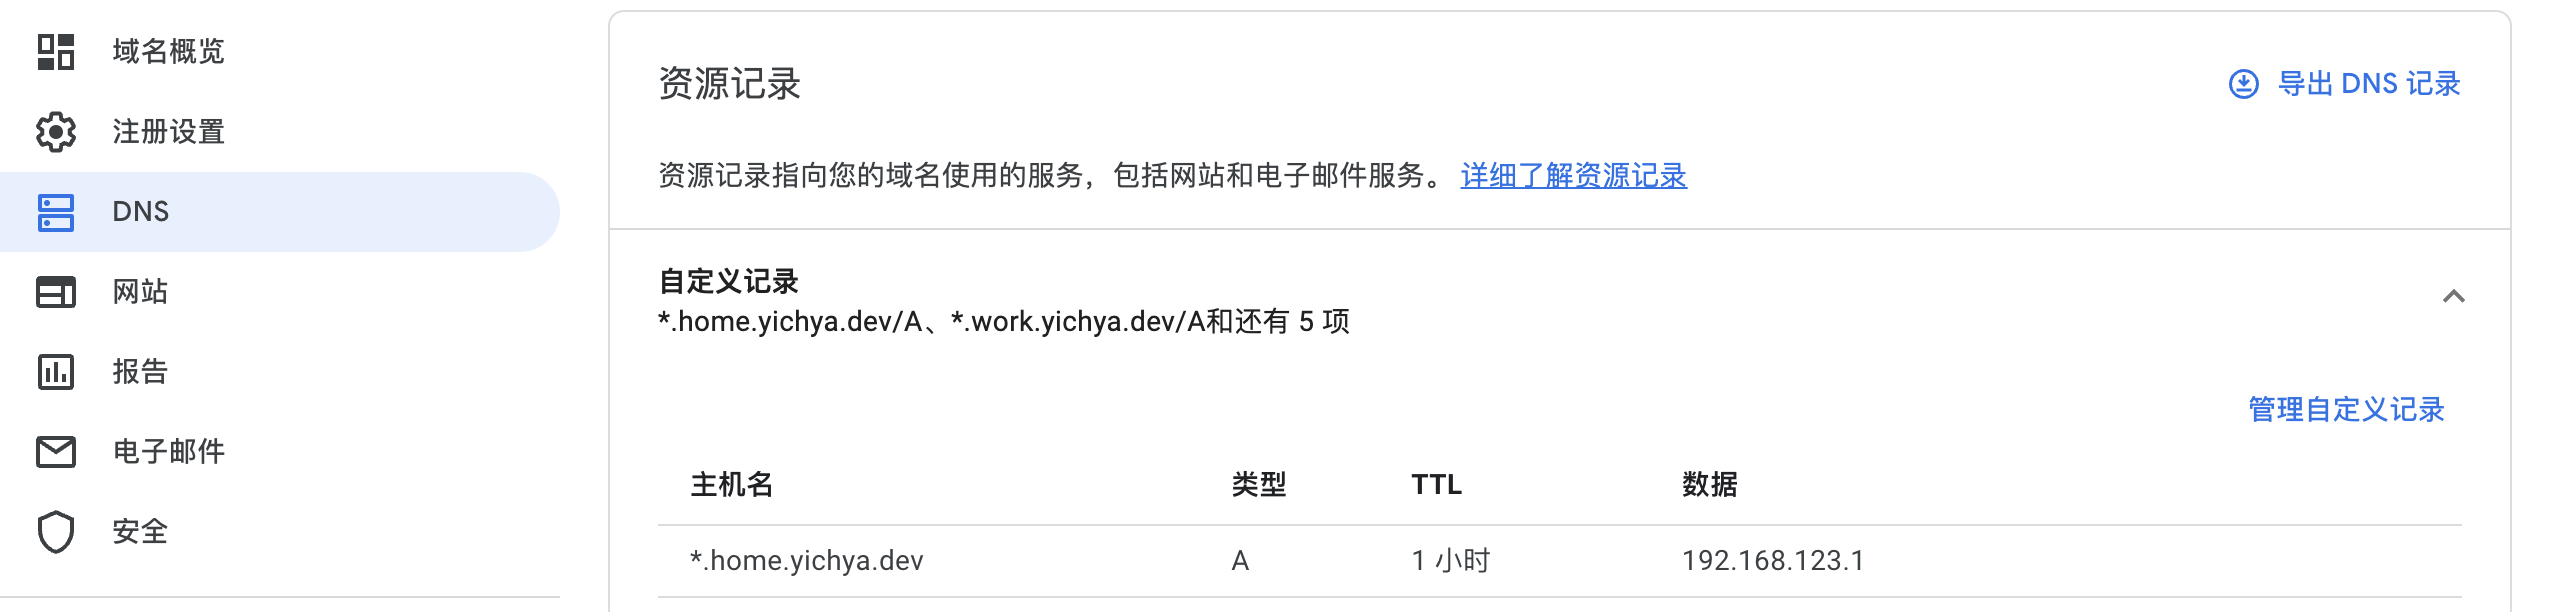 域名概览
注册设置
DNS
网站
报告
电子邮件
安全
资源记录
导出 DNS 记录
资源记录指向您的域名使用的服务，包括网站和电子邮件服务。 详细了解资源记录
自定义记录
*.home.yichya.dev/A、*.work.yichya.dev/A和还有 5 项
管理自定义记录
主机名 类型 TTL 数据
*.home.yichya.dev A 1 小时 192.168.123.1